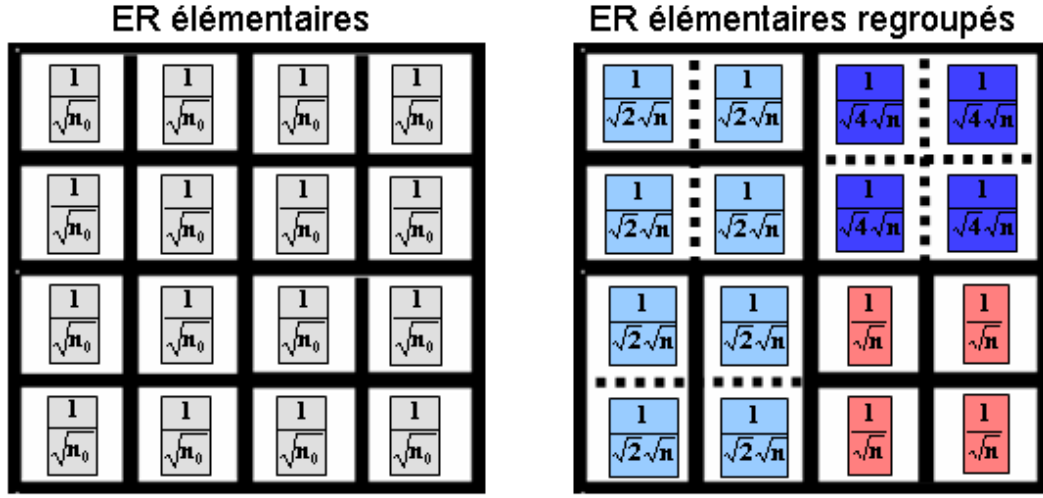 ER élémentaires
1/√n₀ 1/√n₀ 1/√n₀ 1/√n₀
1/√n₀ 1/√n₀ 1/√n₀ 1/√n₀
1/√n₀ 1/√n₀ 1/√n₀ 1/√n₀
1/√n₀ 1/√n₀ 1/√n₀ 1/√n₀
ER élémentaires regroupés
1/√2√n 1/√2√n 1/√4√n 1/√4√n
1/√2√n 1/√2√n 1/√4√n 1/√4√n
1/√2√n 1/√2√n 1/√n 1/√n
1/√2√n 1/√2√n 1/√n 1/√n